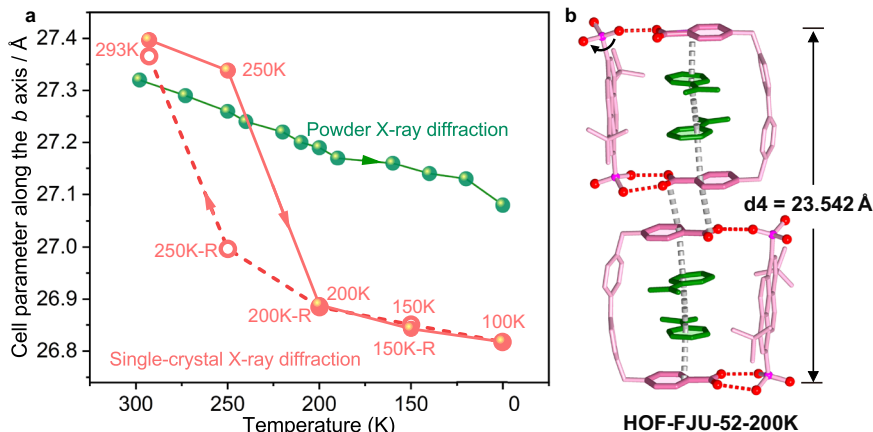 a
b
Cell parameter along the b axis / Å
27.4
27.3
27.2
27.1
27.0
26.9
26.8
293K
250K
Powder X-ray diffraction
250K-R
200K
200K-R
150K
150K-R
100K
Single-crystal X-ray diffraction
300
250
200
150
0
Temperature (K)
d4 = 23.542 Å
HOF-FJU-52-200K